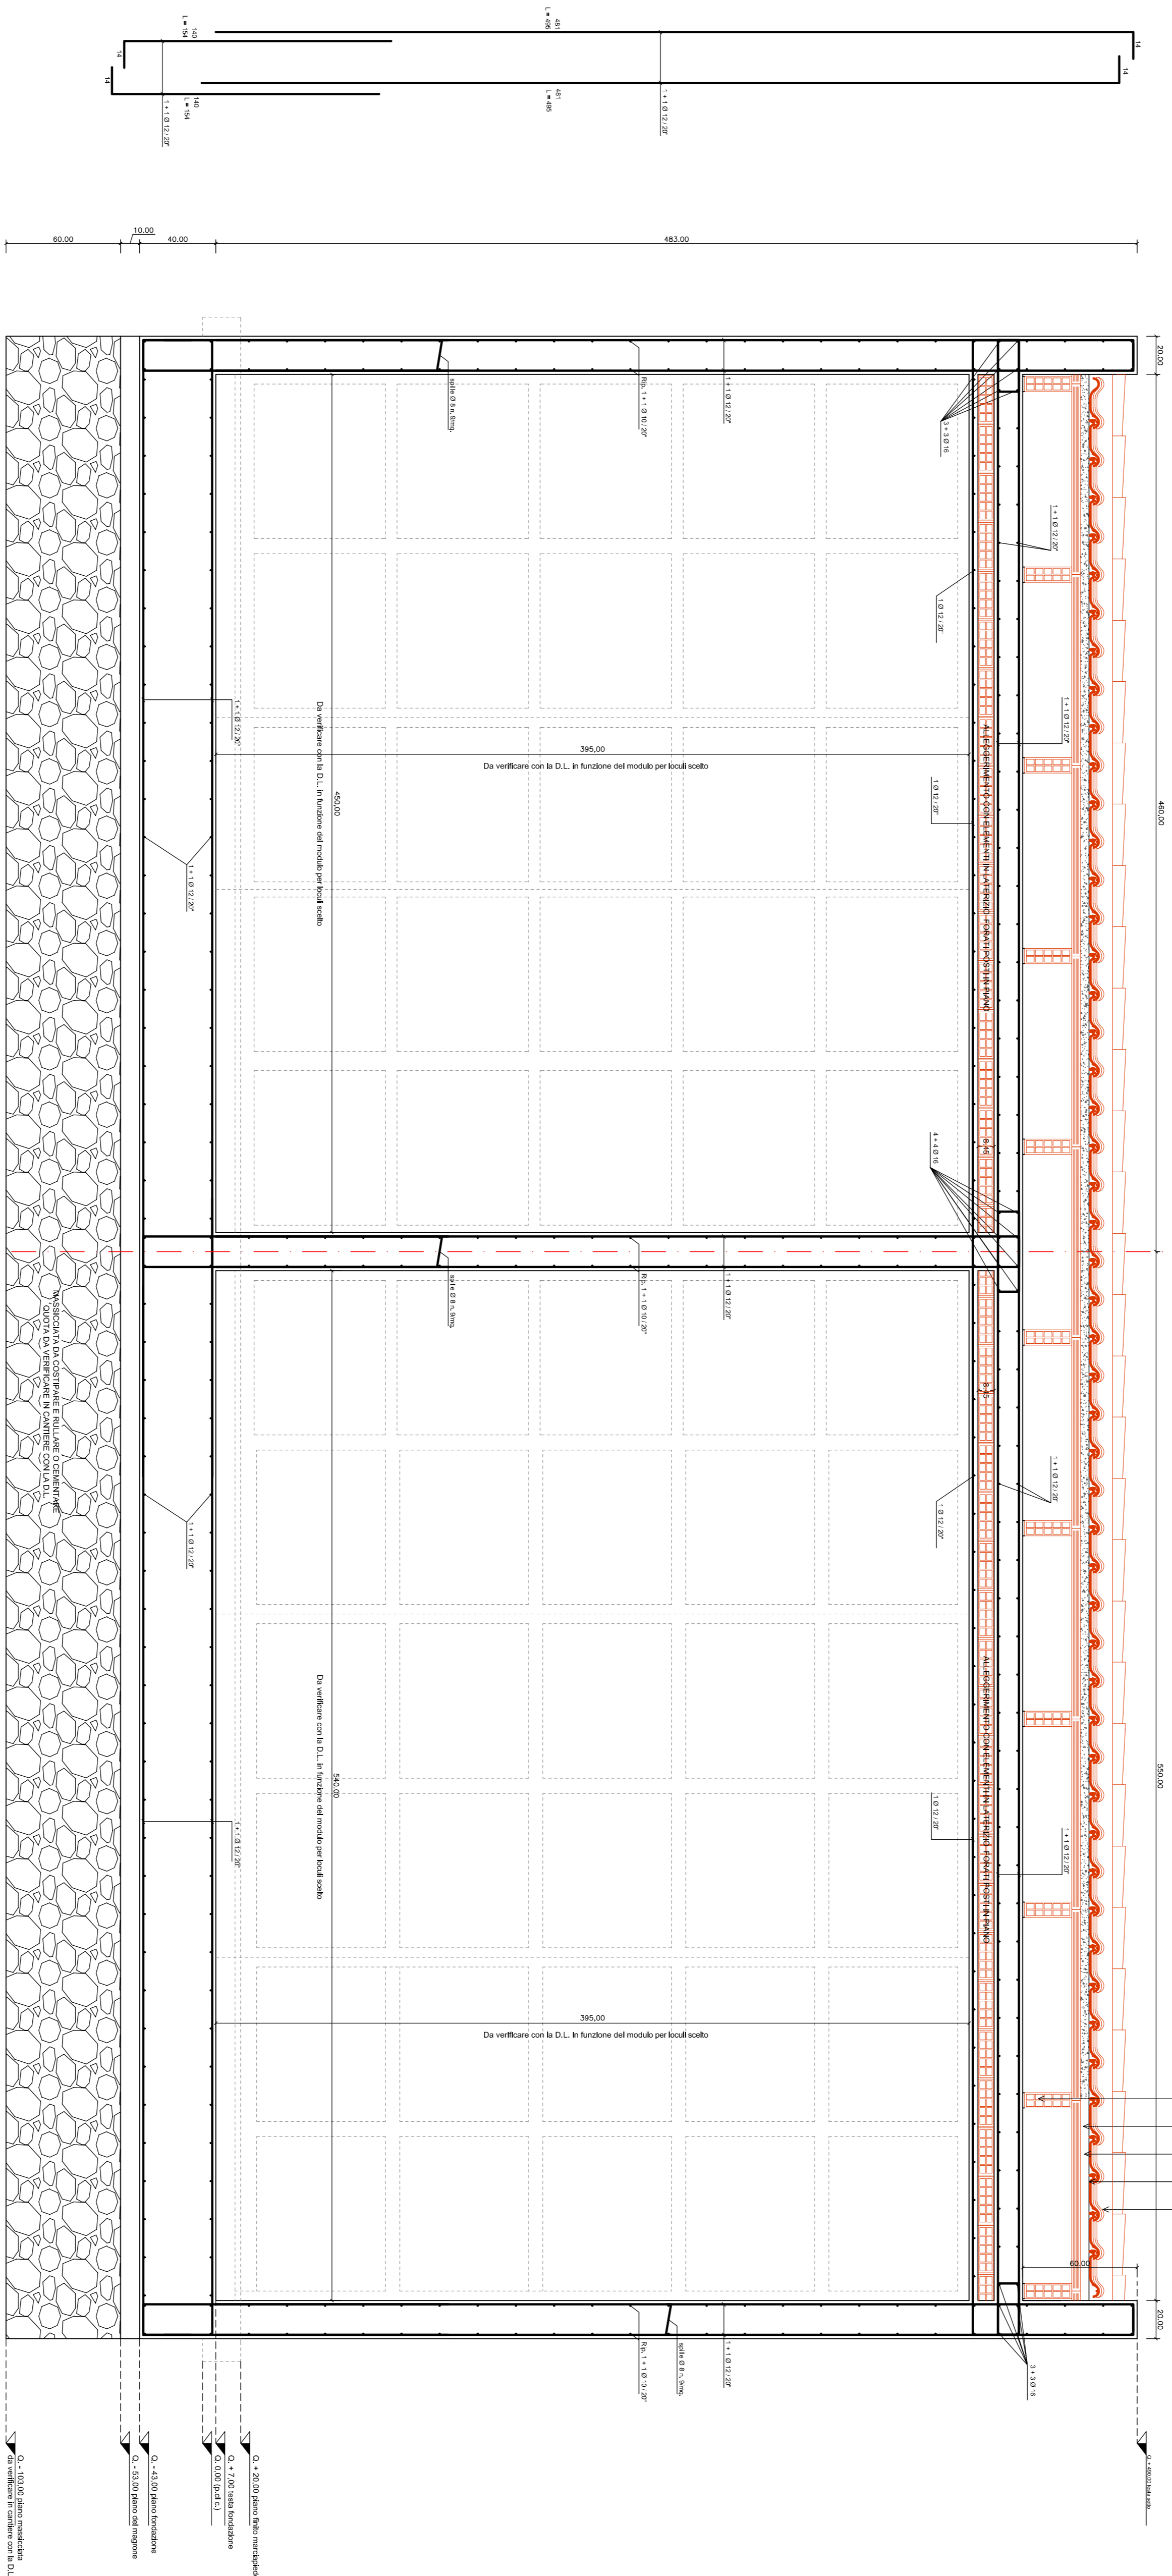 14
481
L = 495
1 + 1 Ø 12 / 20"
140
L = 154
14
14
481
L = 495
1 + 1 Ø 12 / 20"
140
L = 154
14
60.00
10.00
40.00
483.00
20.00
460.00
550.00
20.00
spille Ø 8 n. 9/mq.
Rip. 1 + 1 Ø 10 / 20"
1 + 1 Ø 12 / 20"
3 + 3 Ø 16
1 + 1 Ø 12 / 20"
1 Ø 12 / 20"
1 + 1 Ø 12 / 20"
ALLEGGERIMENTO CON ELEMENTI IN LATERIZIO FORATI POSTI IN PIANO
1 Ø 12 / 20"
1 + 1 Ø 12 / 20"
Da verificare con la D.L. in funzione del modulo per loculi scelto
450.00
395.00
Da verificare con la D.L. in funzione del modulo per loculi scelto
1 + 1 Ø 12 / 20"
8.45
4 + 4 Ø 16
spille Ø 8 n. 9/mq.
Rip. 1 + 1 Ø 10 / 20"
1 + 1 Ø 12 / 20"
MASSICCIATA DA COSTIPARE E RULLARE O CEMENTARE
QUOTA DA VERIFICARE IN CANTIERE CON LA D.L.
8.45
1 + 1 Ø 12 / 20"
1 Ø 12 / 20"
1 + 1 Ø 12 / 20"
ALLEGGERIMENTO CON ELEMENTI IN LATERIZIO FORATI POSTI IN PIANO
Da verificare con la D.L. in funzione del modulo per loculi scelto
540.00
1 Ø 12 / 20"
1 + 1 Ø 12 / 20"
1 + 1 Ø 12 / 20"
395.00
Da verificare con la D.L. in funzione del modulo per loculi scelto
60.00
Rip. 1 + 1 Ø 10 / 20"
spille Ø 8 n. 9/mq.
1 + 1 Ø 12 / 20"
3 + 3 Ø 16
Q. + 490.00 testa setto
Q. + 20,00 piano finito marciapiede
Q. + 7,00 testa fondazione
Q. 0,00 (p.di c.)
Q. - 43,00 piano fondazione
Q. - 53,00 piano del magrone
Q. - 103,00 piano massicciata
da verificare in cantiere con la D.L.